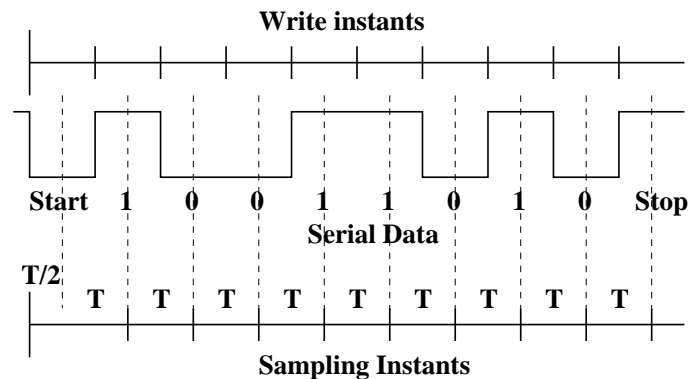 Write instants
Start 1 0 0 1 1 0 1 0 Stop
Serial Data
T/2
T T T T T T T T T
Sampling Instants